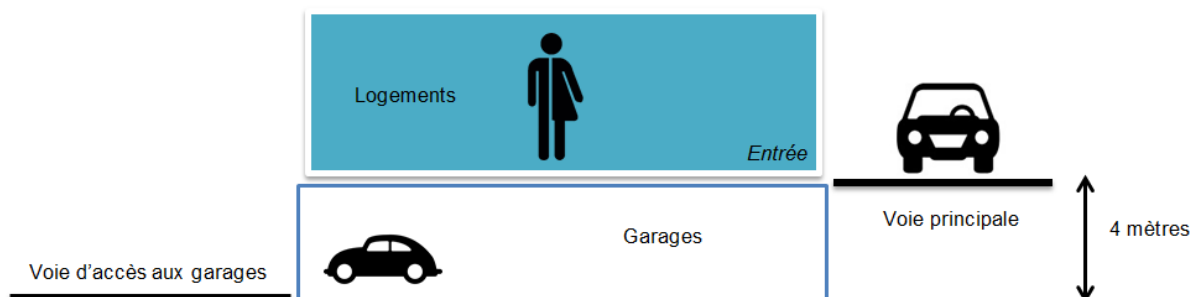 Logements
Entrée
Voie principale
4 mètres
Garages
Voie d'accès aux garages